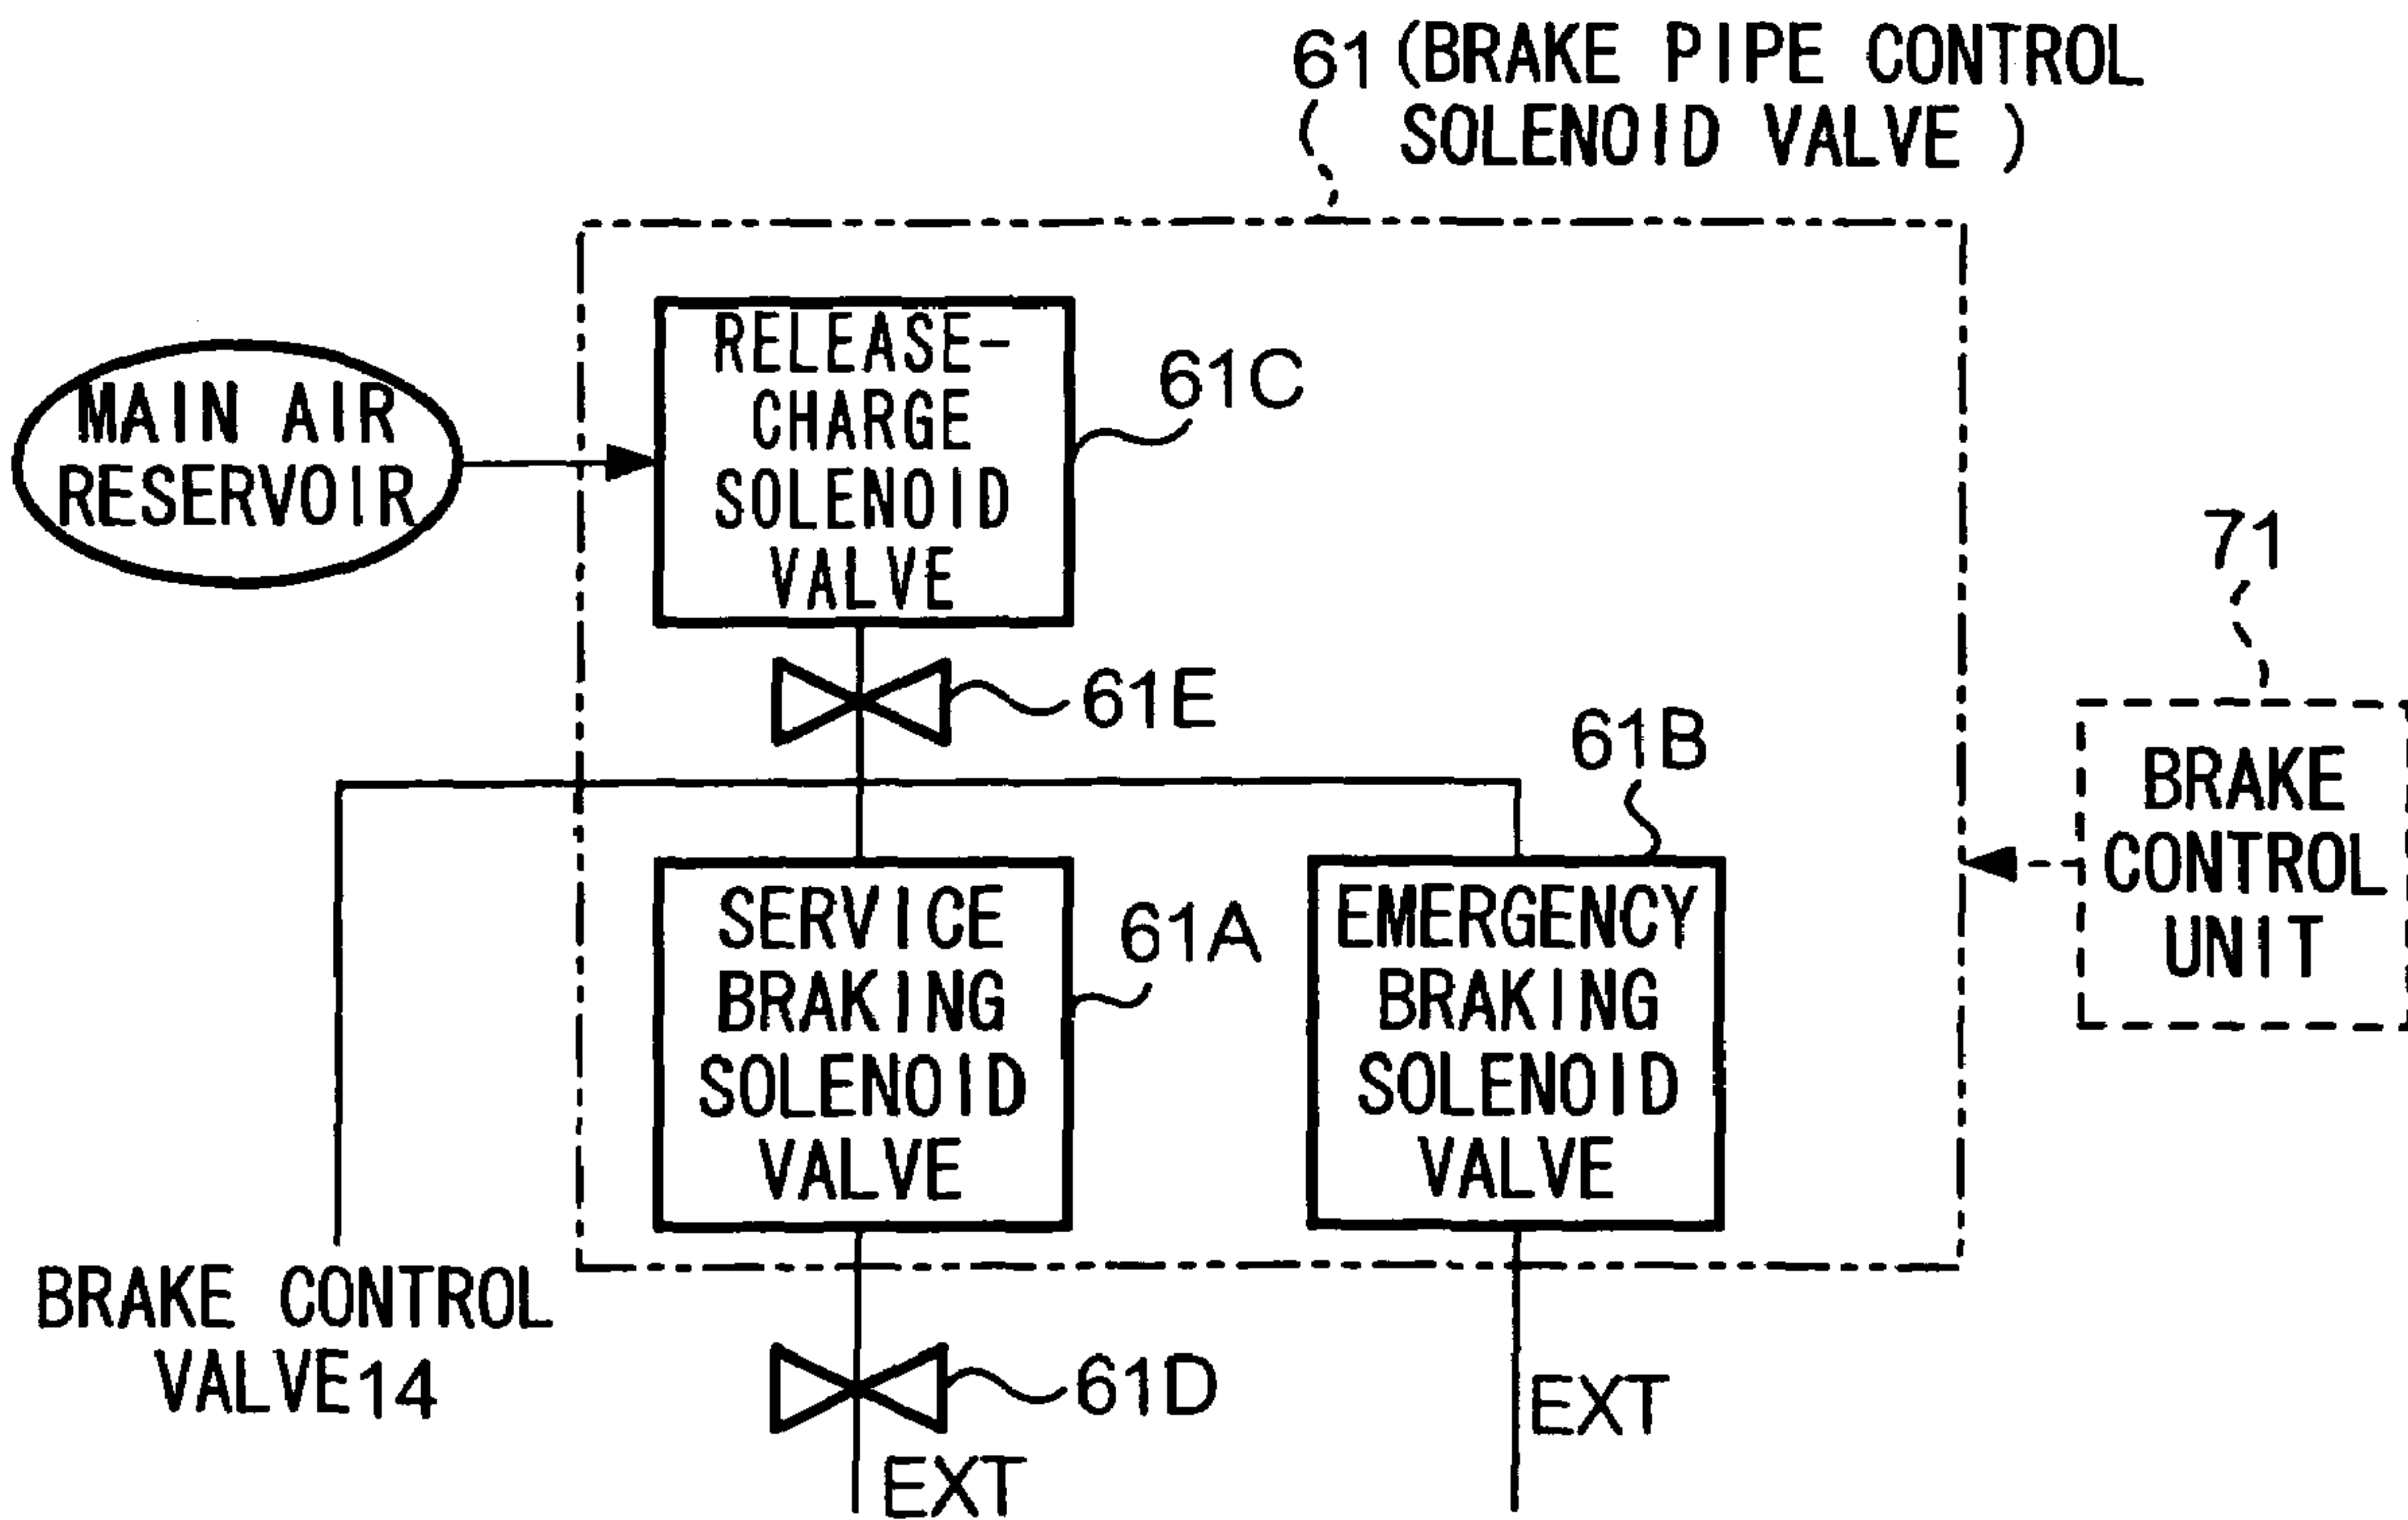 61 (BRAKE PIPE CONTROL
SOLENOID VALVE )
RELEASE-
CHARGE
SOLENOID
VALVE
61C
MAIN AIR
RESERVOIR
71
61E
61B
BRAKE
CONTROL
UNIT
SERVICE
BRAKING
SOLENOID
VALVE
61A
EMERGENCY
BRAKING
SOLENOID
VALVE
BRAKE CONTROL
VALVE14
61D
EXT
EXT